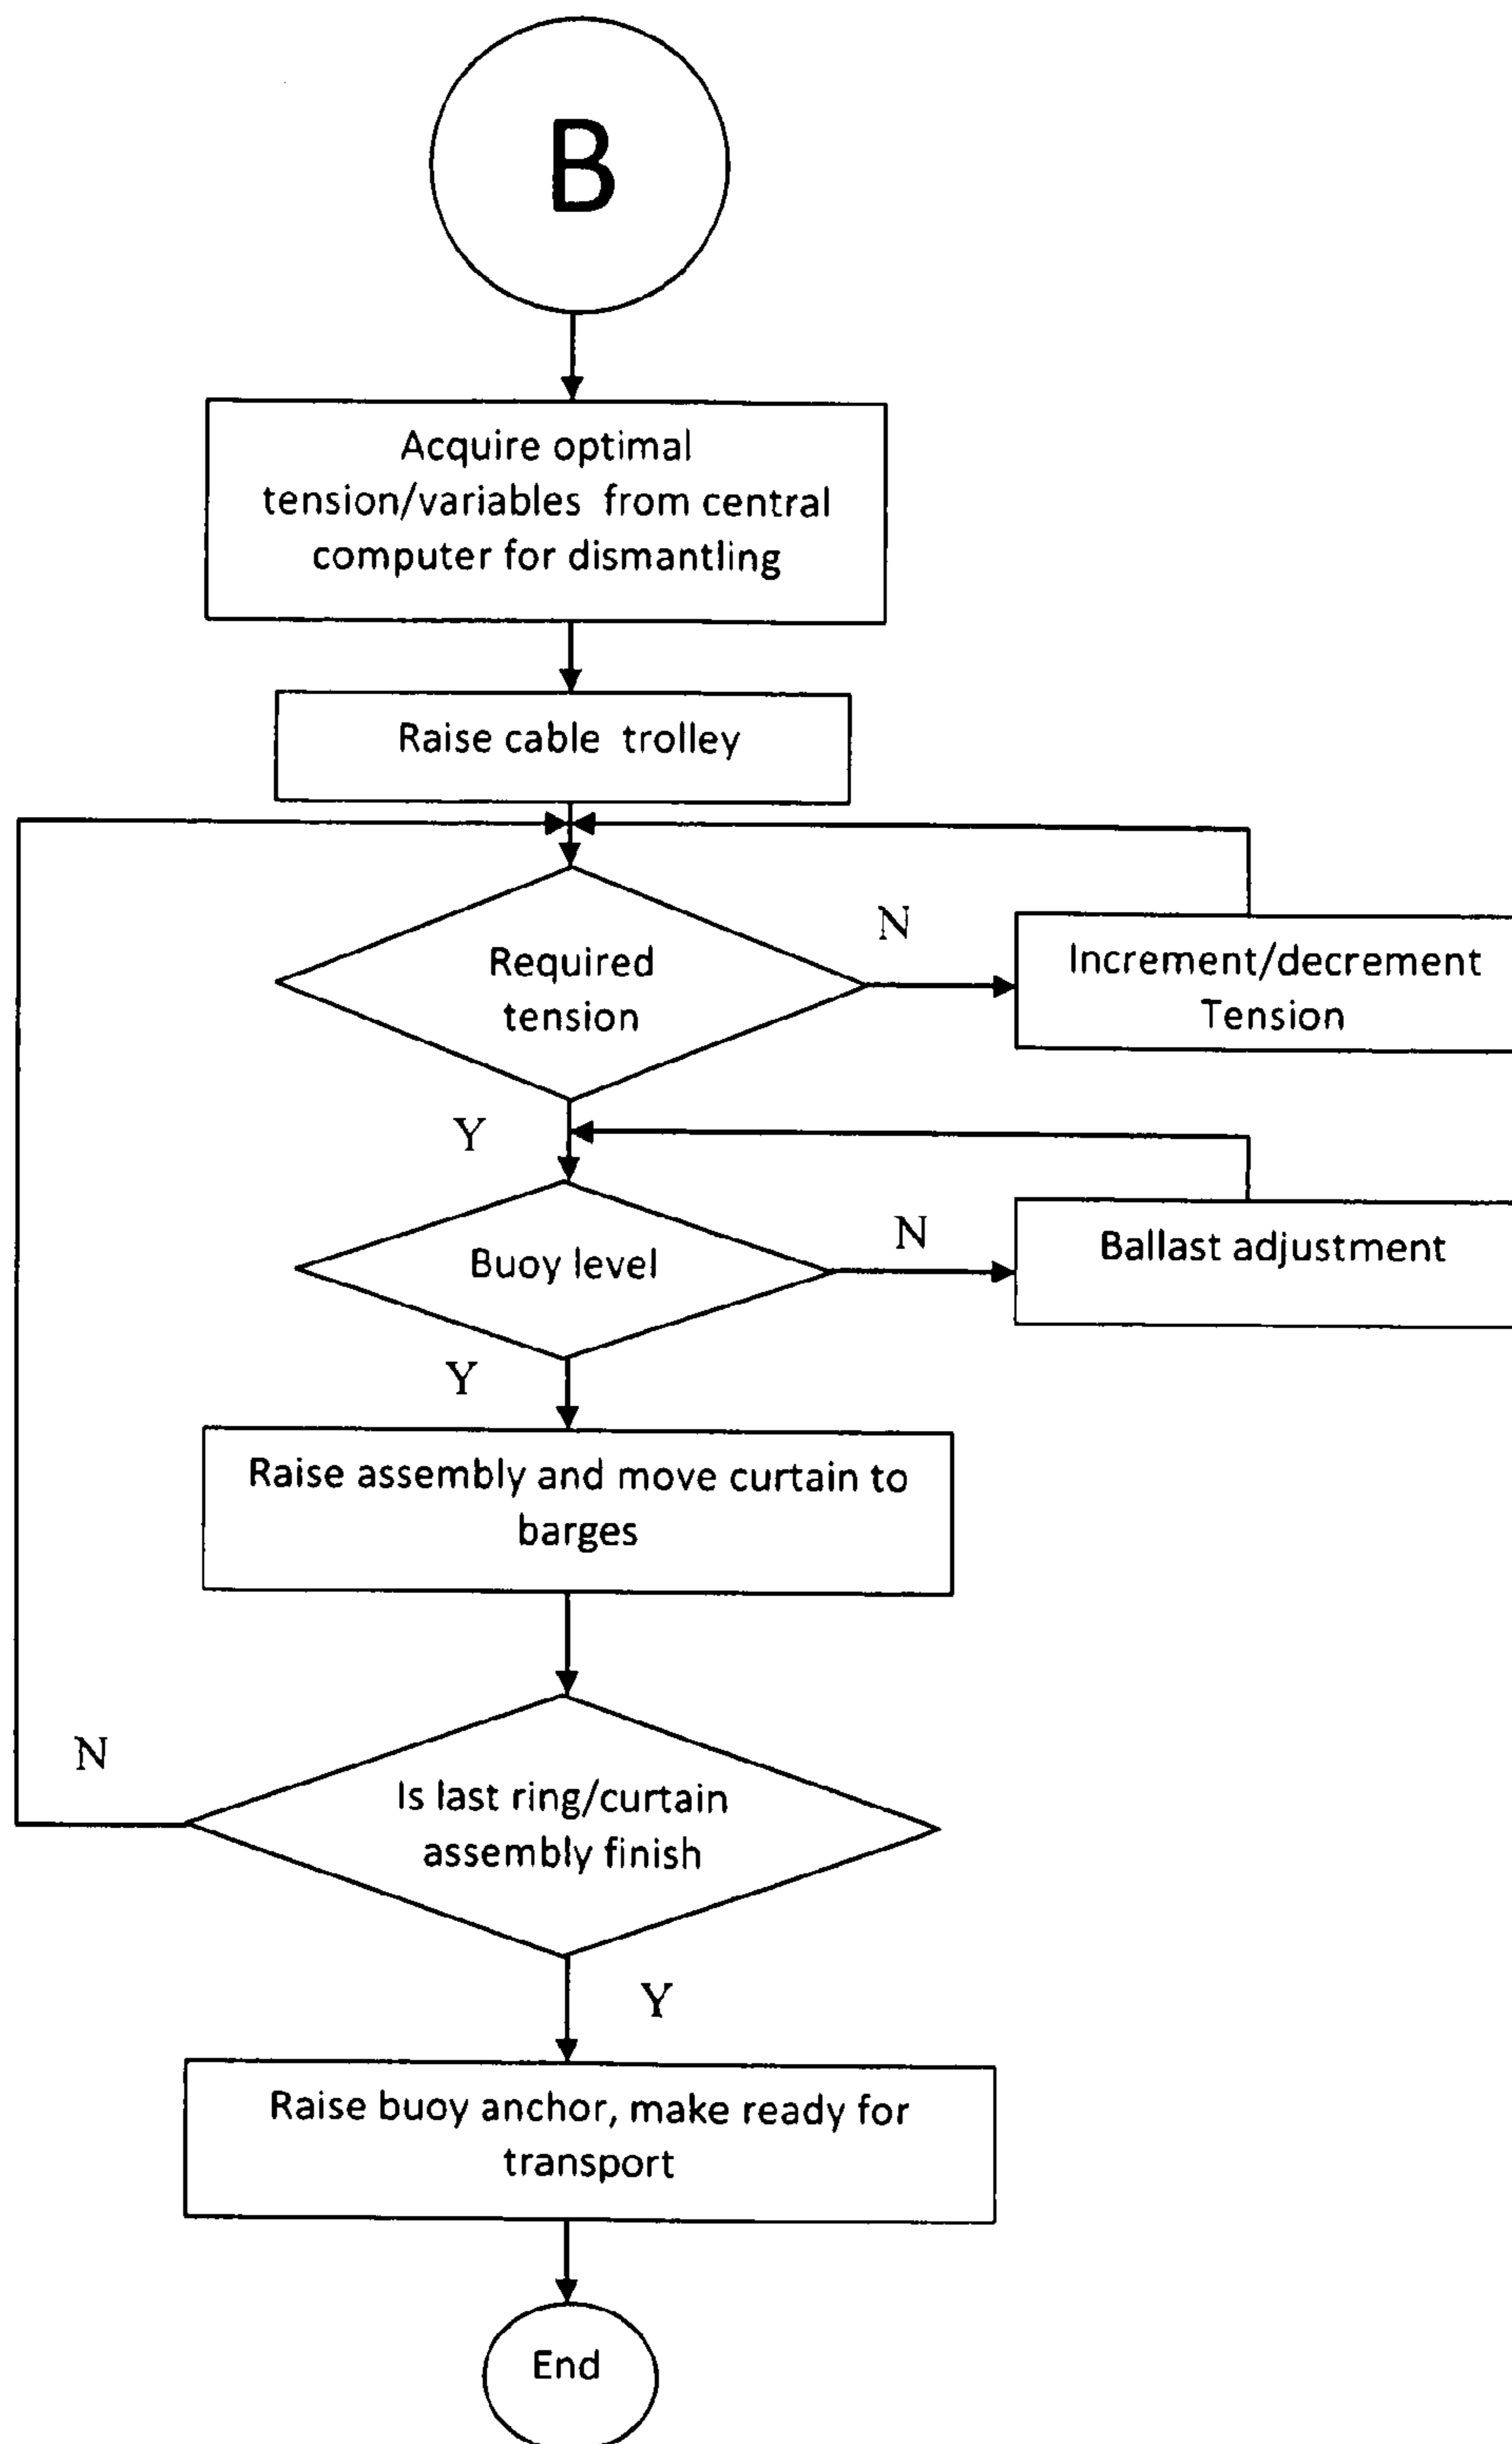 B
Acquire optimal
tension/variables from central
computer for dismantling
Raise cable trolley
N
Required
tension
Increment/decrement
Tension
Y
N
Buoy level
Ballast adjustment
Y
Raise assembly and move curtain to
barges
N
Is last ring/curtain
assembly finish
Y
Raise buoy anchor, make ready for
transport
End